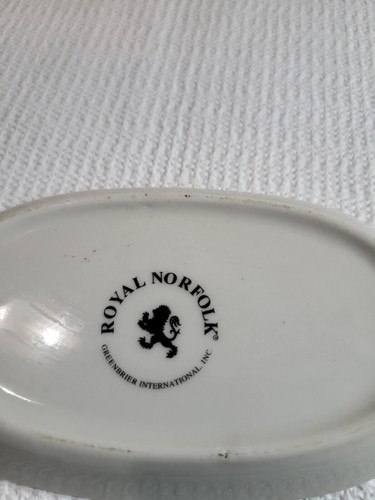 ROYAL NORFOLK®
GREENBRIER INTERNATIONAL, INC